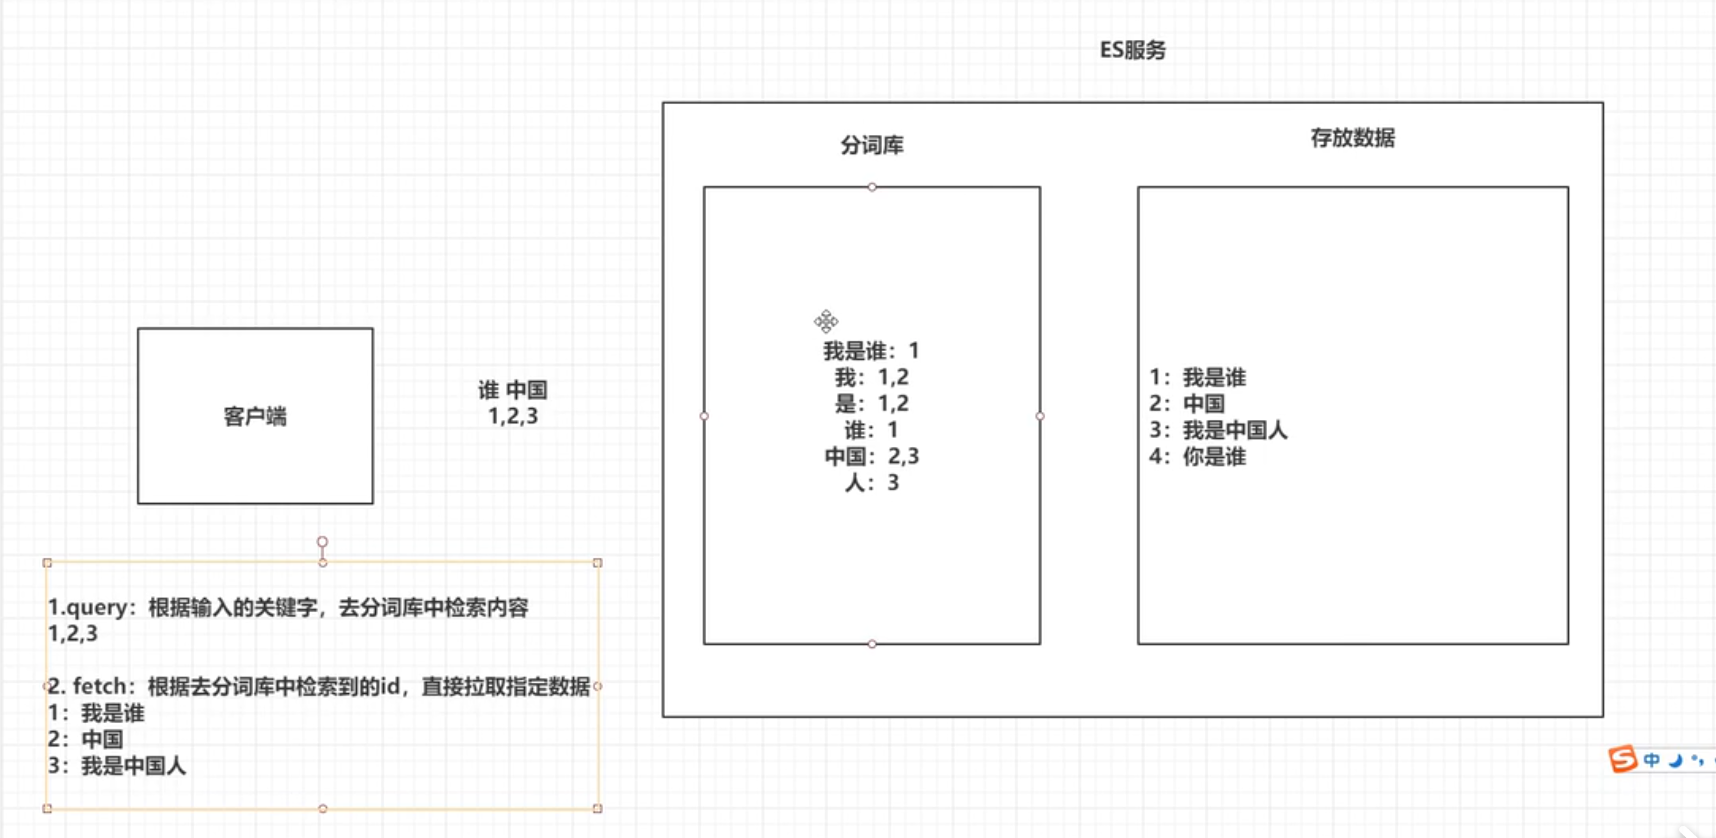 ES服务
分词库
存放数据
我是谁：1
我：1,2
是：1,2
谁：1
中国：2,3
人：3
1：我是谁
2：中国
3：我是中国人
4：你是谁
客户端
谁 中国
1,2,3
1.query：根据输入的关键字，去分词库中检索内容
1,2,3
2. fetch：根据去分词库中检索到的id，直接拉取指定数据
1：我是谁
2：中国
3：我是中国人
S 中